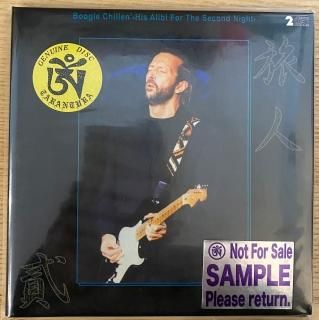 Boogie Chillen'-His Alibi For The Second Night-
2
GENUINE DISC
TARANTURA
旅人
貳
Not For Sale
SAMPLE
Please return.